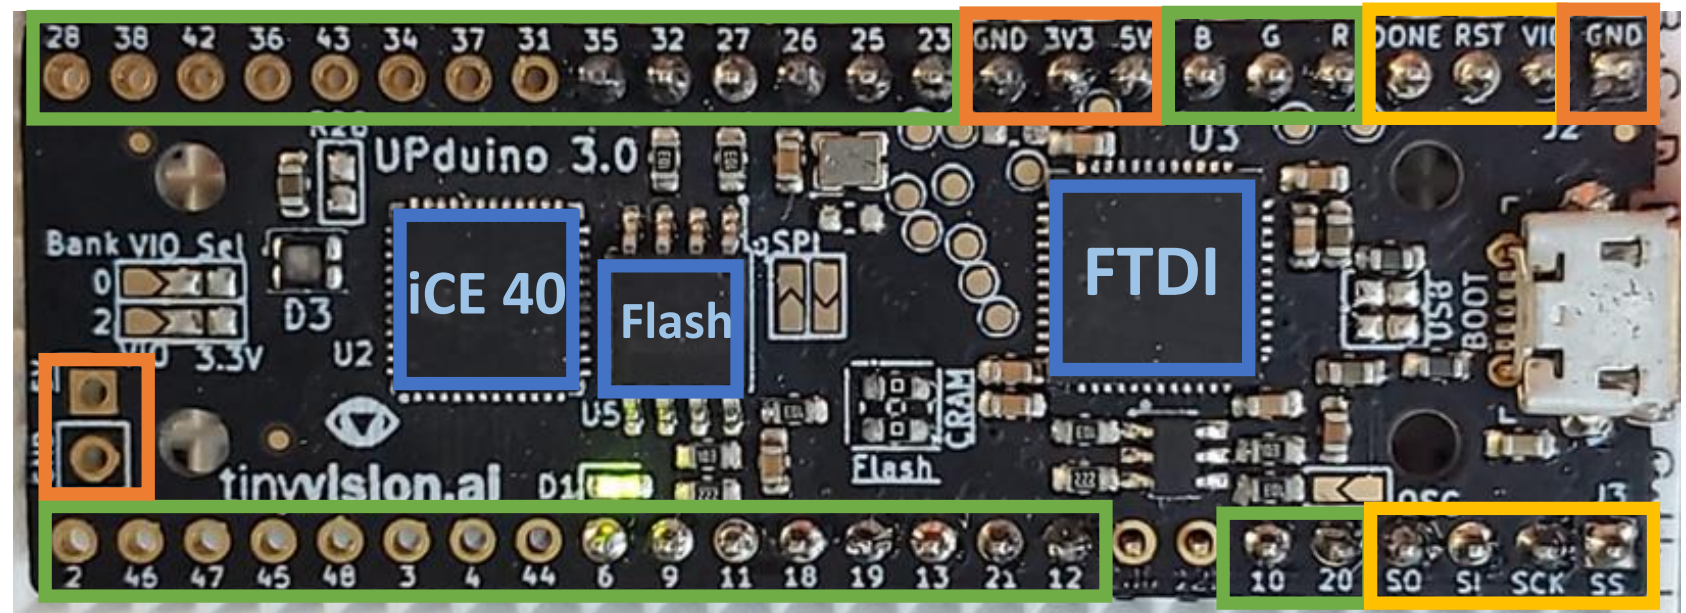 28 38 42 36 43 34 37 31 35 32 27 26 25 23 GND 3V3 5V B G R DONE RST VIO GND
R28
UPduino 3.0
U3
J2
Bank VIO Sel
qSPI
0
iCE 40
FTDI
2
D3
Flash
USB
BOOT
VIO 3.3V
U2
U5
CRAM
Flash
tinyvision.ai
D1
OSC
J3
2 46 47 45 48 3 4 44 6 9 11 18 19 13 21 12 10 20 SO SI SCK SS